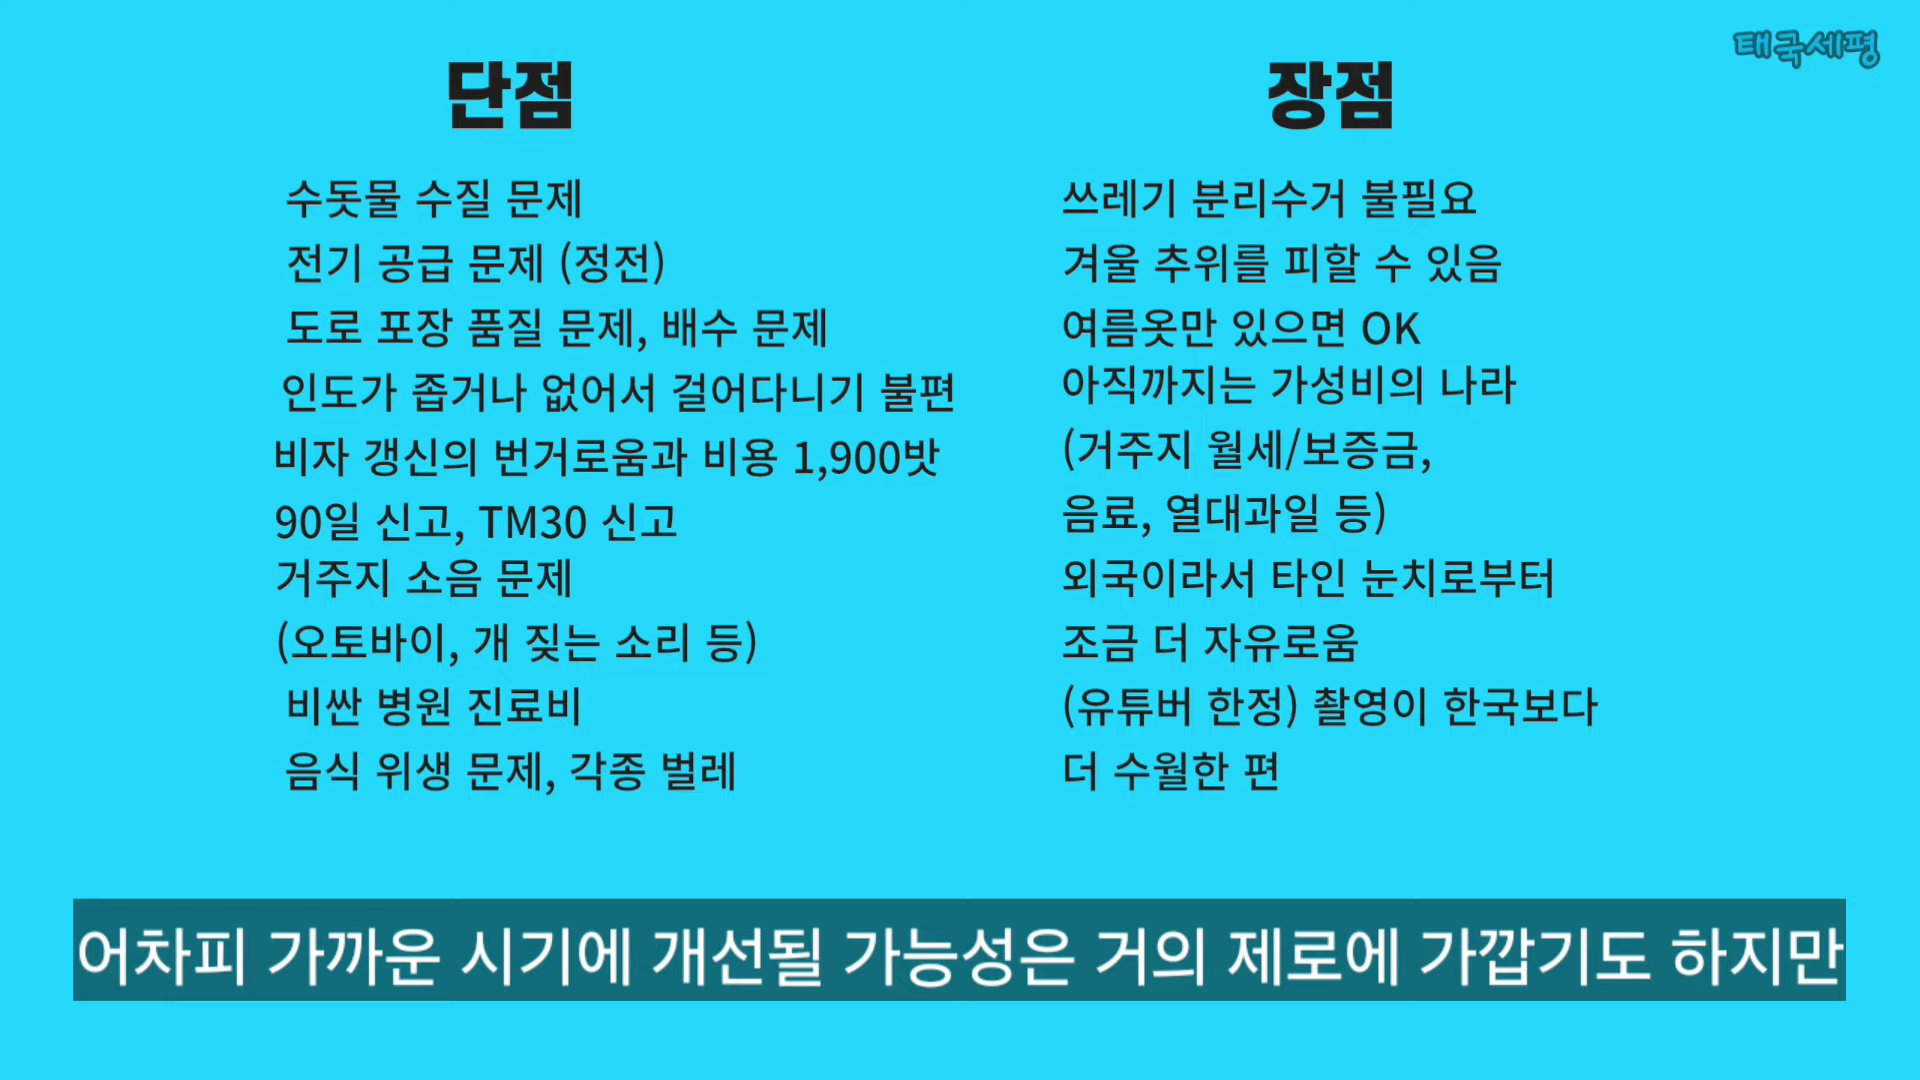 태국세평
단점
수돗물 수질 문제
전기 공급 문제 (정전)
도로 포장 품질 문제, 배수 문제
인도가 좁거나 없어서 걸어다니기 불편
비자 갱신의 번거로움과 비용 1,900밧
90일 신고, TM30 신고
거주지 소음 문제
(오토바이, 개 짖는 소리 등)
비싼 병원 진료비
음식 위생 문제, 각종 벌레
장점
쓰레기 분리수거 불필요
겨울 추위를 피할 수 있음
여름옷만 있으면 OK
아직까지는 가성비의 나라
(거주지 월세/보증금,
음료, 열대과일 등)
외국이라서 타인 눈치로부터
조금 더 자유로움
(유튜버 한정) 촬영이 한국보다
더 수월한 편
어차피 가까운 시기에 개선될 가능성은 거의 제로에 가깝기도 하지만